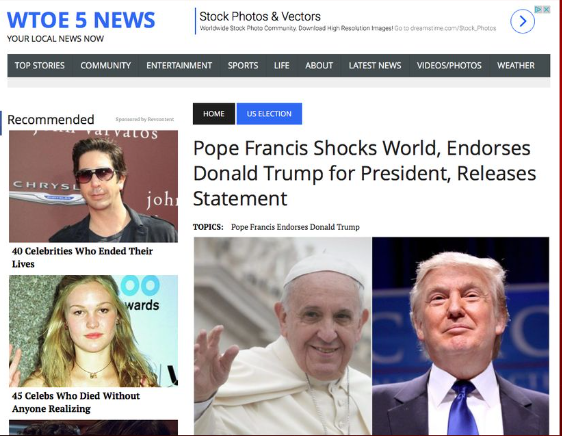 WTOE 5 NEWS
YOUR LOCAL NEWS NOW
Stock Photos & Vectors
Worldwide Stock Photo Community. Download High Resolution Images! Go to dreamstime.com/Stock_Photos
TOP STORIES COMMUNITY ENTERTAINMENT SPORTS LIFE ABOUT LATEST NEWS VIDEOS/PHOTOS WEATHER
Recommended
Sponsored by Revcontent
CHRYSL
john varvatos
john
40 Celebrities Who Ended Their
Lives
wards
45 Celebs Who Died Without
Anyone Realizing
HOME US ELECTION
Pope Francis Shocks World, Endorses
Donald Trump for President, Releases
Statement
TOPICS: Pope Francis Endorses Donald Trump